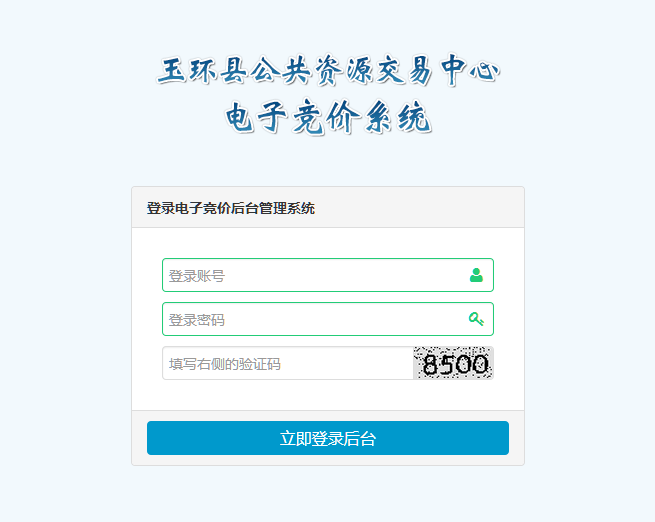 玉环县公共资源交易中心
电子竞价系统
登录电子竞价后台管理系统
登录账号
登录密码
填写右侧的验证码 8500
立即登录后台